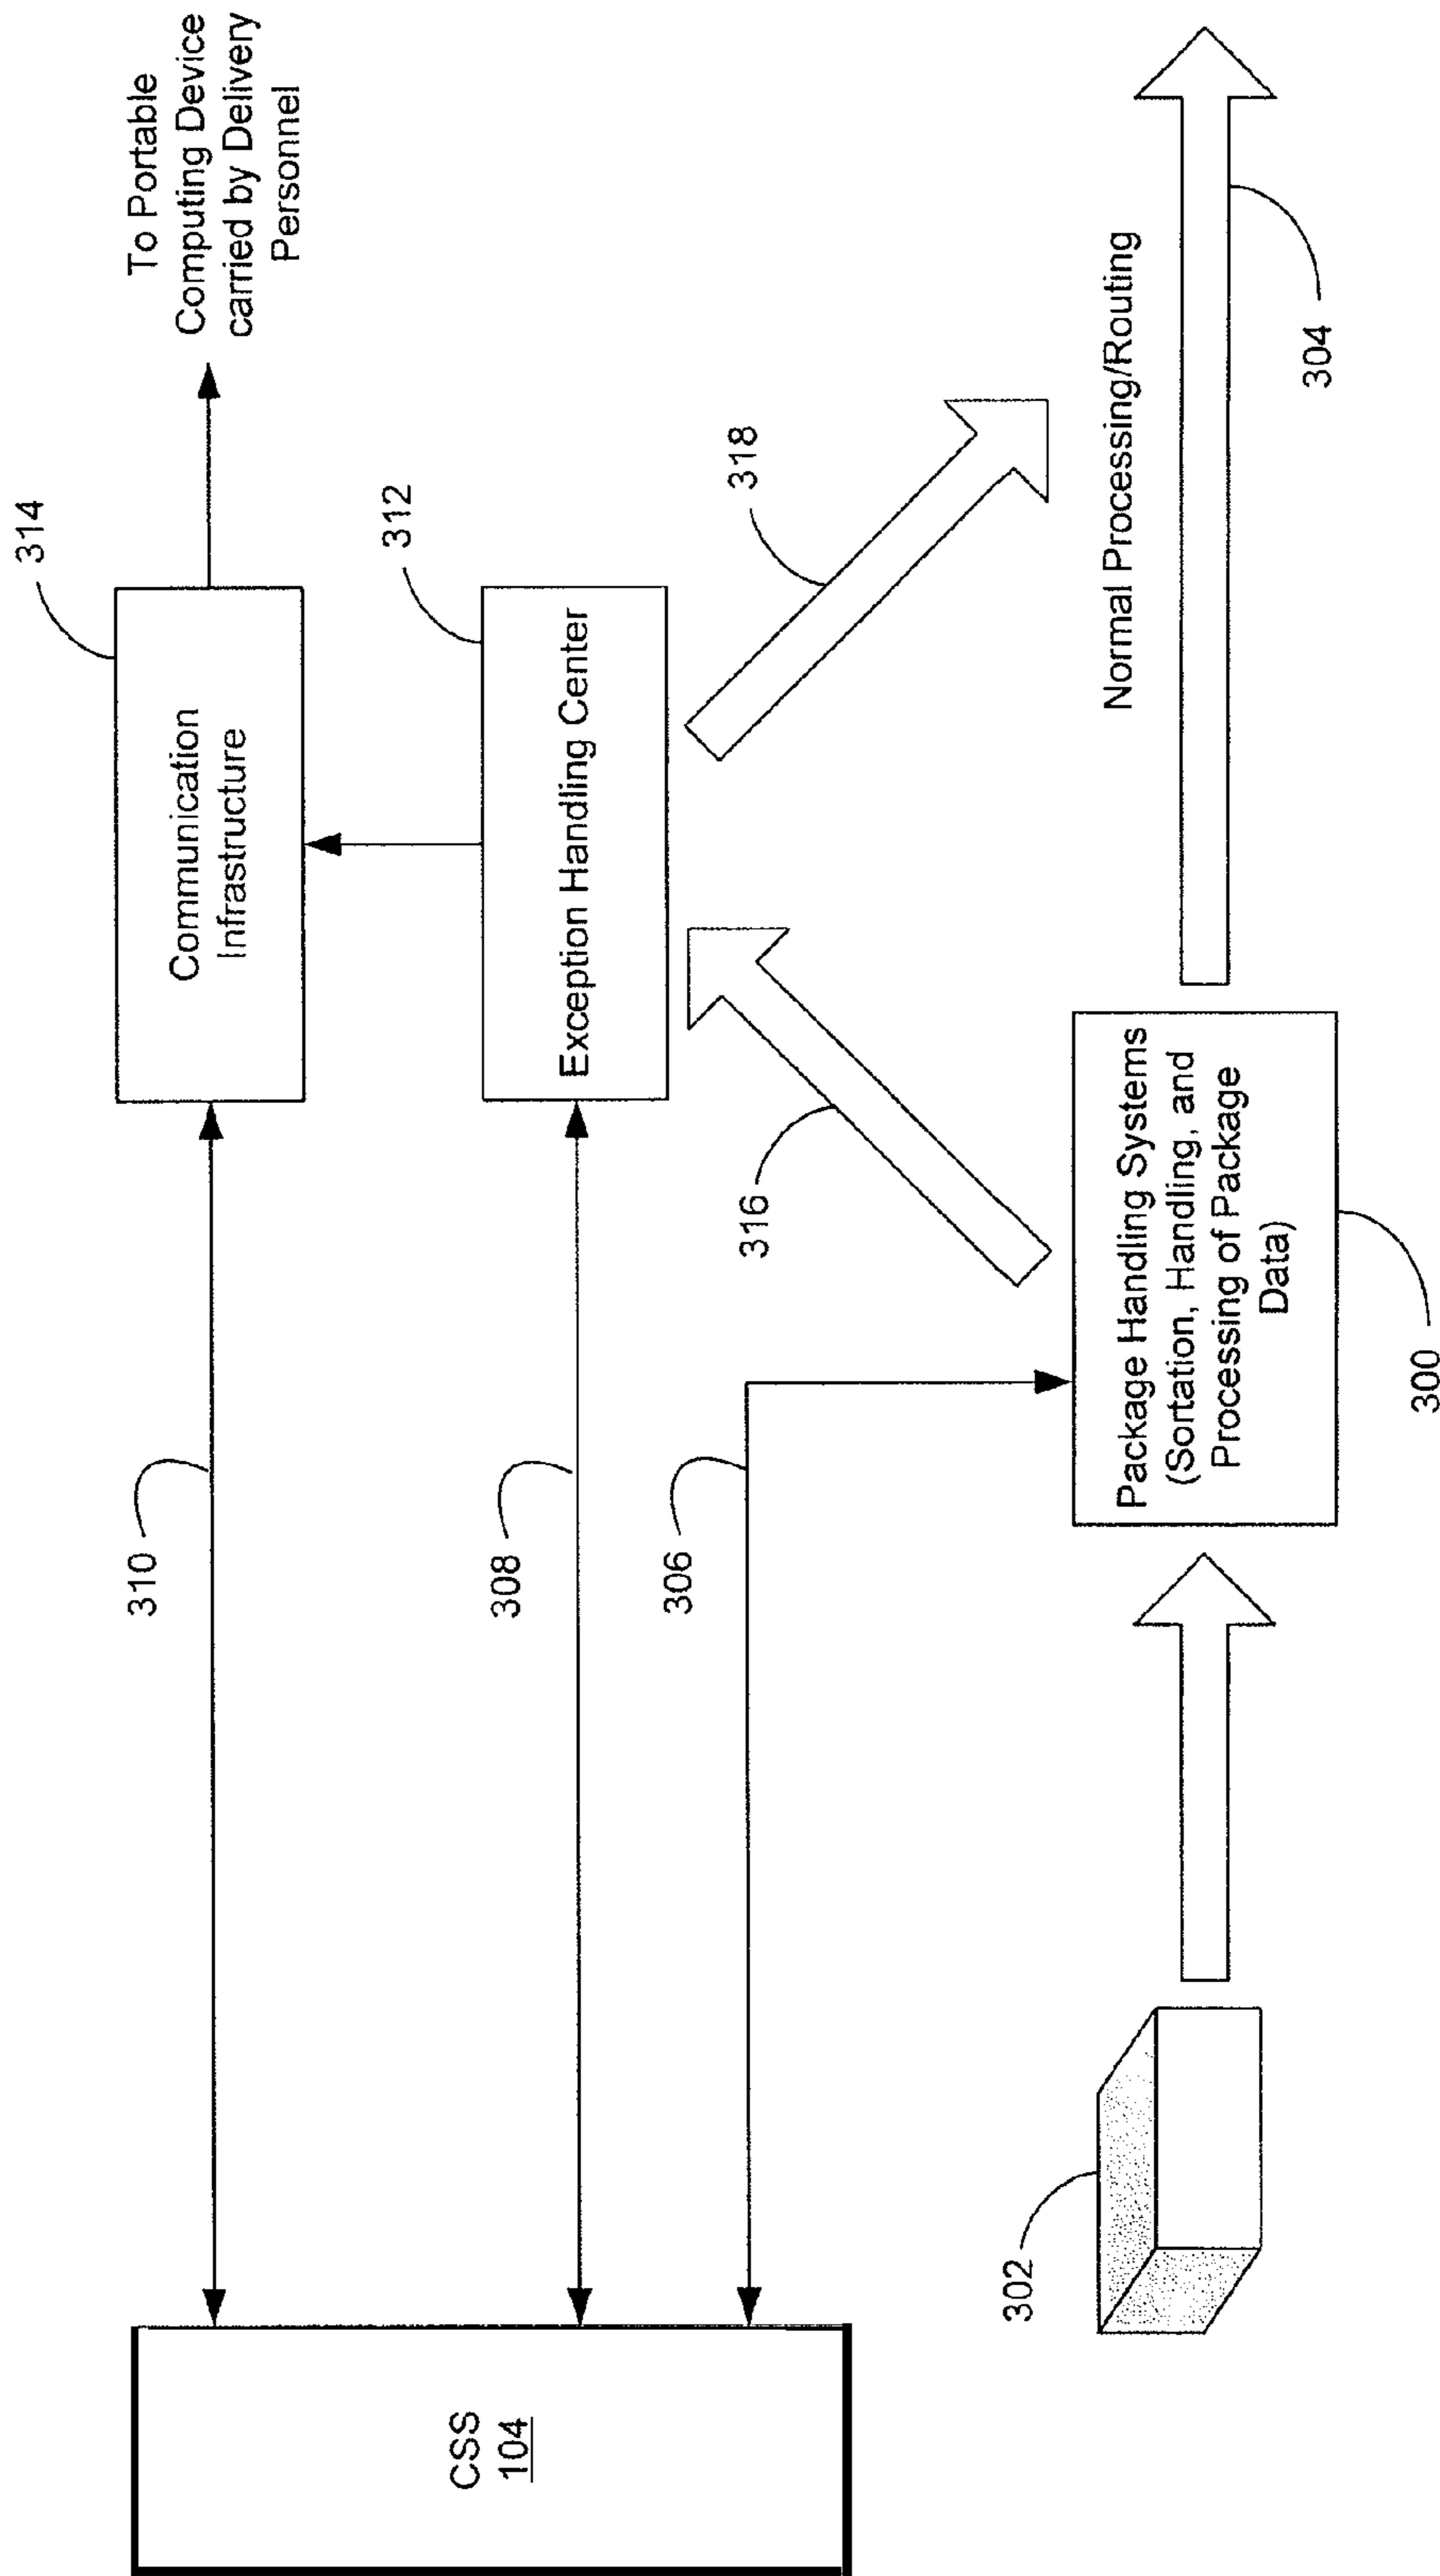 314
Communication
Infrastructure
To Portable
Computing Device
carried by Delivery
Personnel
310
312
Exception Handling Center
308
318
CSS
104
306
316
Normal Processing/Routing
302
Package Handling Systems
(Sortation, Handling, and
Processing of Package
Data)
304
300